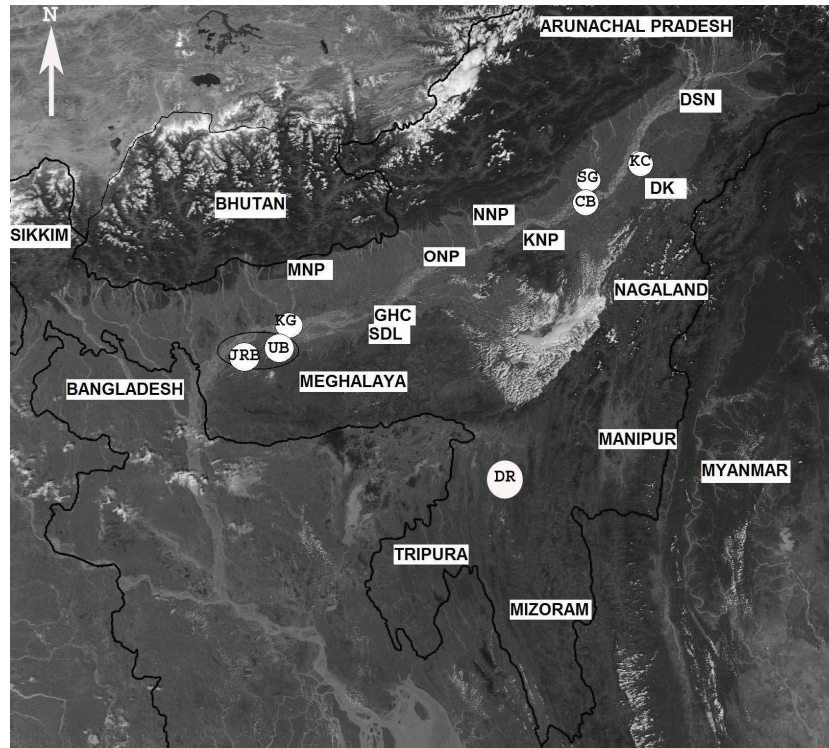 N
ARUNACHAL PRADESH
DSN
KC
SG
DK
CB
BHUTAN
NNP
SIKKIM
KNP
ONP
MNP
NAGALAND
GHC
KG
SDL
UB
JRB
MEGHALAYA
BANGLADESH
MANIPUR
MYANMAR
DR
TRIPURA
MIZORAM